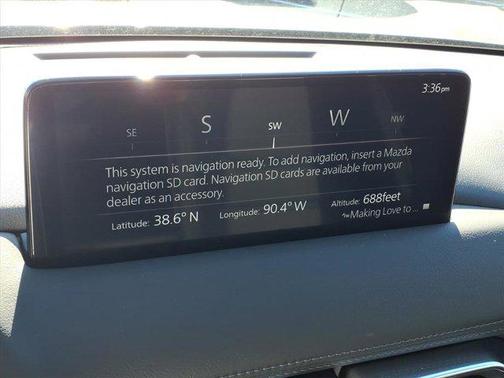 3:36pm
SE S SW W NW
This system is navigation ready. To add navigation, insert a Mazda
navigation SD card. Navigation SD cards are available from your
dealer as an accessory.
Latitude: 38.6° N Longitude: 90.4° W Altitude: 688feet
Making Love to ...